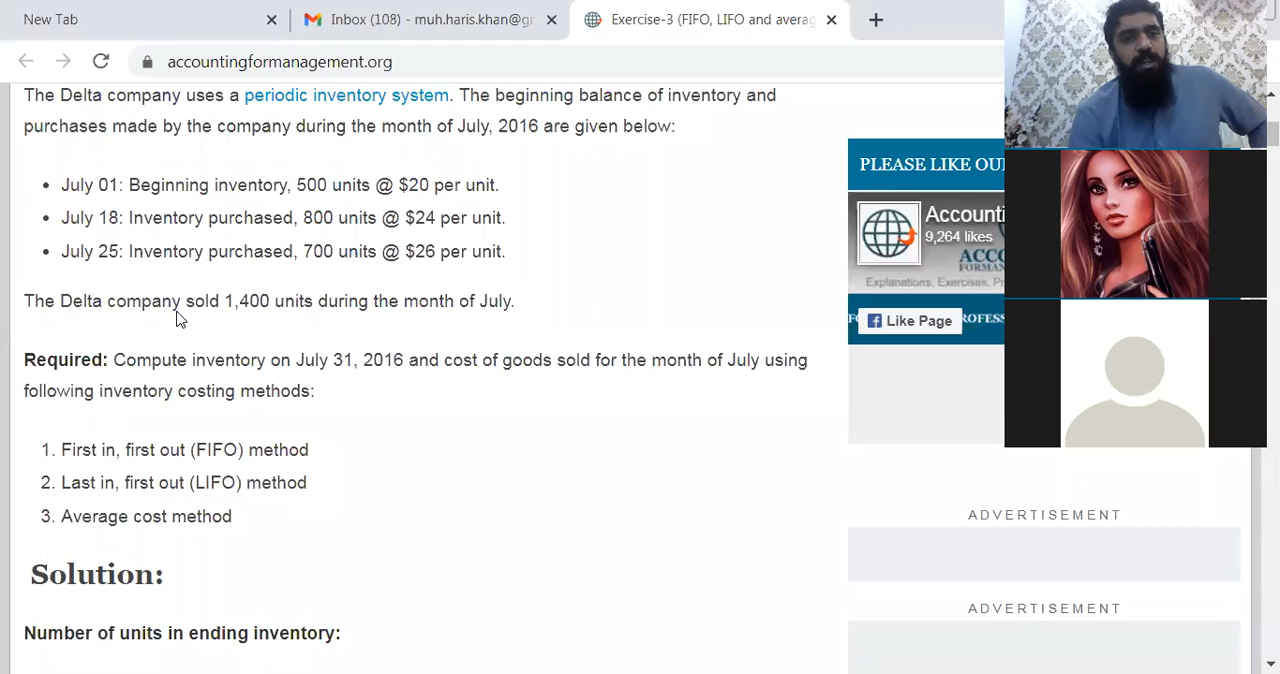 New Tab
Inbox (108) - muh.haris.khan@gr
Exercise-3 (FIFO, LIFO and avera
accountingformanagement.org
The Delta company uses a periodic inventory system. The beginning balance of inventory and
purchases made by the company during the month of July, 2016 are given below:
• July 01: Beginning inventory, 500 units @ $20 per unit.
• July 18: Inventory purchased, 800 units @ $24 per unit.
• July 25: Inventory purchased, 700 units @ $26 per unit.
The Delta company sold 1,400 units during the month of July.
Required: Compute inventory on July 31, 2016 and cost of goods sold for the month of July using
following inventory costing methods:
1. First in, first out (FIFO) method
2. Last in, first out (LIFO) method
3. Average cost method
Solution:
Number of units in ending inventory:
PLEASE LIKE OU
Accounti
9,264 likes
ACCO
FORMAN
Explanations, Exercises, Pr
Like Page
ROFESS
ADVERTISEMENT
ADVERTISEMENT